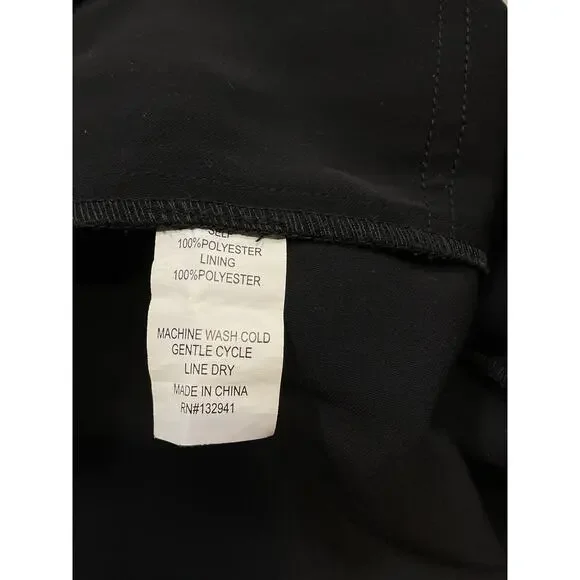 SELF
100%POLYESTER
LINING
100%POLYESTER
MACHINE WASH COLD
GENTLE CYCLE
LINE DRY
MADE IN CHINA
RN#132941